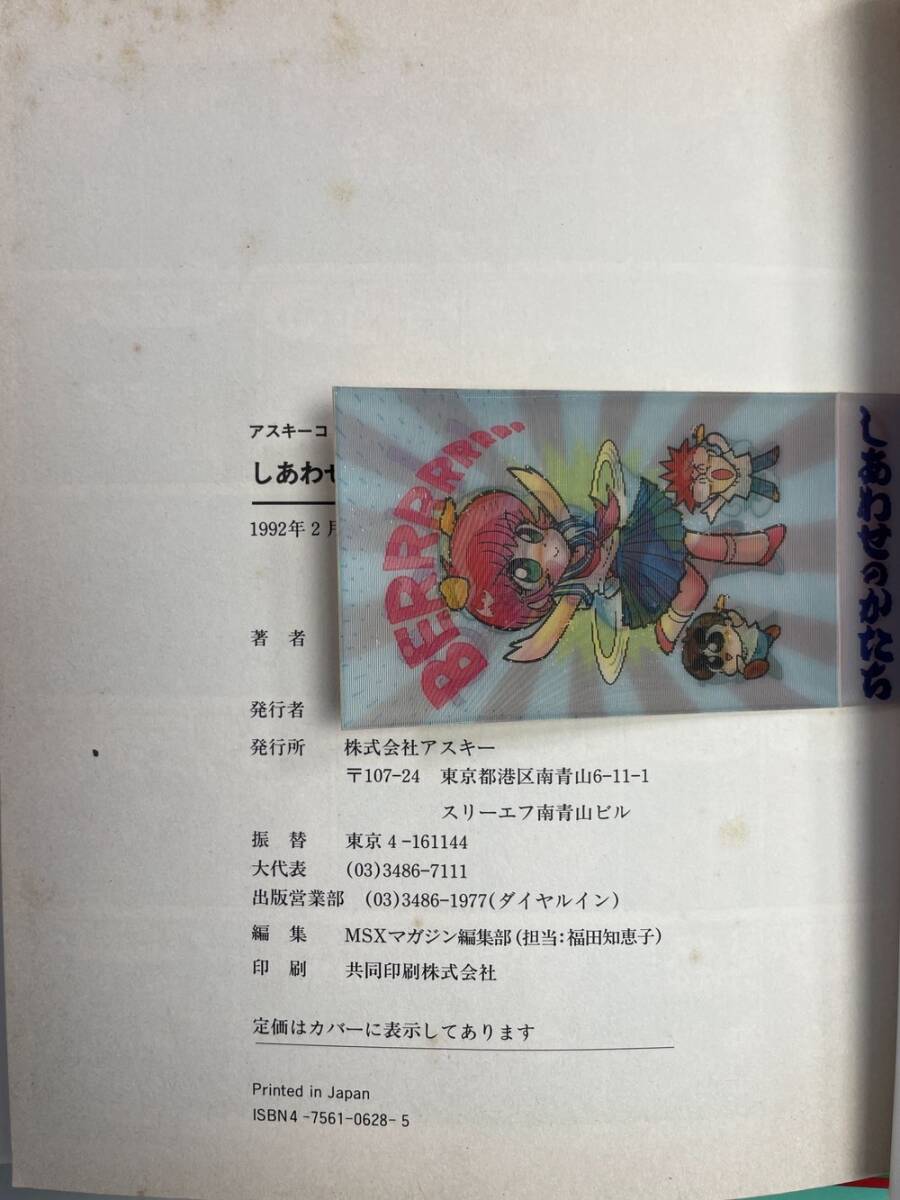 アスキーコ
しあわせ
1992年2月
著者
発行者
発行所 株式会社アスキー
〒107-24 東京都港区南青山6-11-1
スリーエフ南青山ビル
振替 東京4-161144
大代表 (03)3486-7111
出版営業部 (03)3486-1977(ダイヤルイン)
編集 MSXマガジン編集部(担当:福田知恵子)
印刷 共同印刷株式会社
定価はカバーに表示してあります
Printed in Japan
ISBN4-7561-0628-5
BERRRRRRRR...
しあわせのかたち